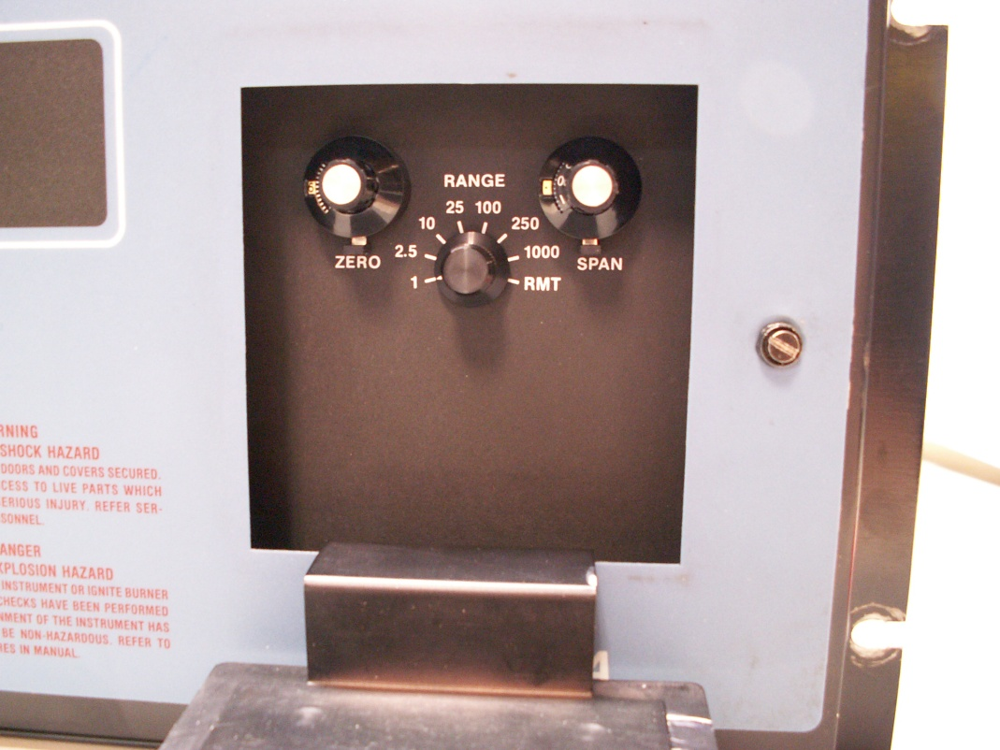 RANGE
25 100
10 250
2.5 1000
1 RMT
ZERO SPAN
0
RNING
SHOCK HAZARD
DOORS AND COVERS SECURED.
CESS TO LIVE PARTS WHICH
ERIOUS INJURY. REFER SER-
SONNEL.
ANGER
XPLOSION HAZARD
INSTRUMENT OR IGNITE BURNER
CHECKS HAVE BEEN PERFORMED
NMENT OF THE INSTRUMENT HAS
BE NON-HAZARDOUS. REFER TO
IES IN MANUAL.